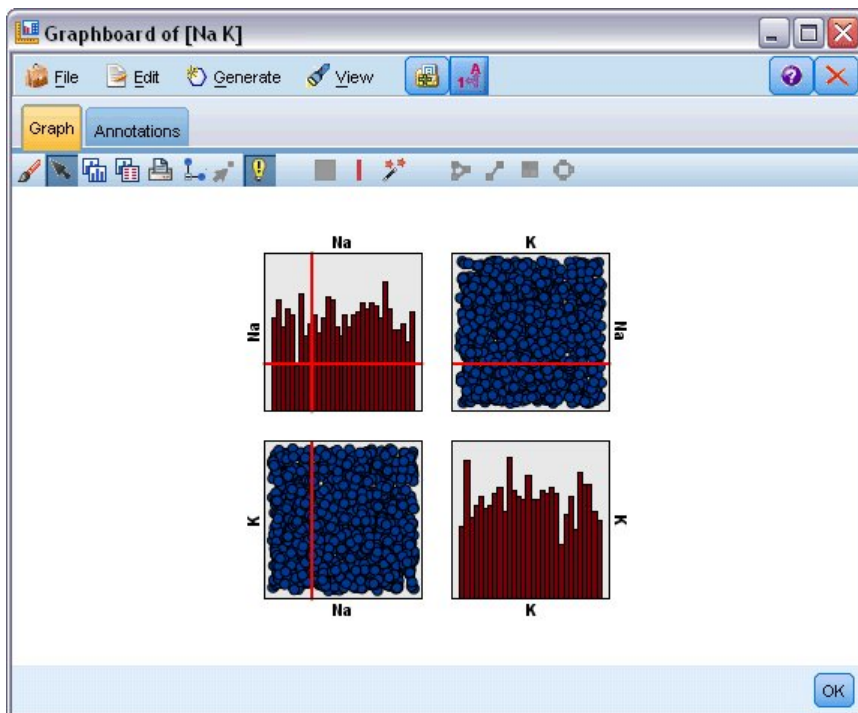 Graphboard of [Na K]
File Edit Generate View
Graph Annotations
Na K
Na Na
K K
Na K
OK